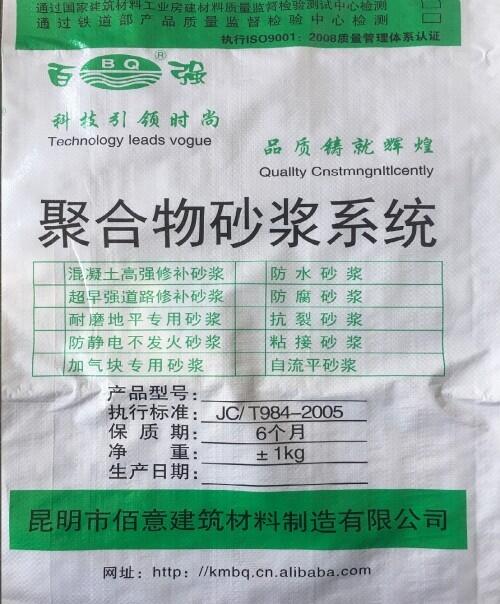 通过国家建筑材料工业房建材料质量监督检验测试中心检测
通过铁道部产品质量监督检验中心检测
执行ISO9001：2008质量管理体系认证
百 BQ 强 ®
科技引领时尚
Technology leads vogue
品质铸就辉煌
Quallty CnstmngnltIcently
聚合物砂浆系统
混凝土高强修补砂浆 防水砂浆
超早强道路修补砂浆 防腐砂浆
耐磨地平专用砂浆 抗裂砂浆
防静电不发火砂浆 粘接砂浆
加气块专用砂浆 自流平砂浆
产品型号：
执行标准：JC/T984-2005
保质期：6个月
净重：±1kg
生产日期：
昆明市佰意建筑材料制造有限公司
网址：http：//kmbq.cn.alibaba.com